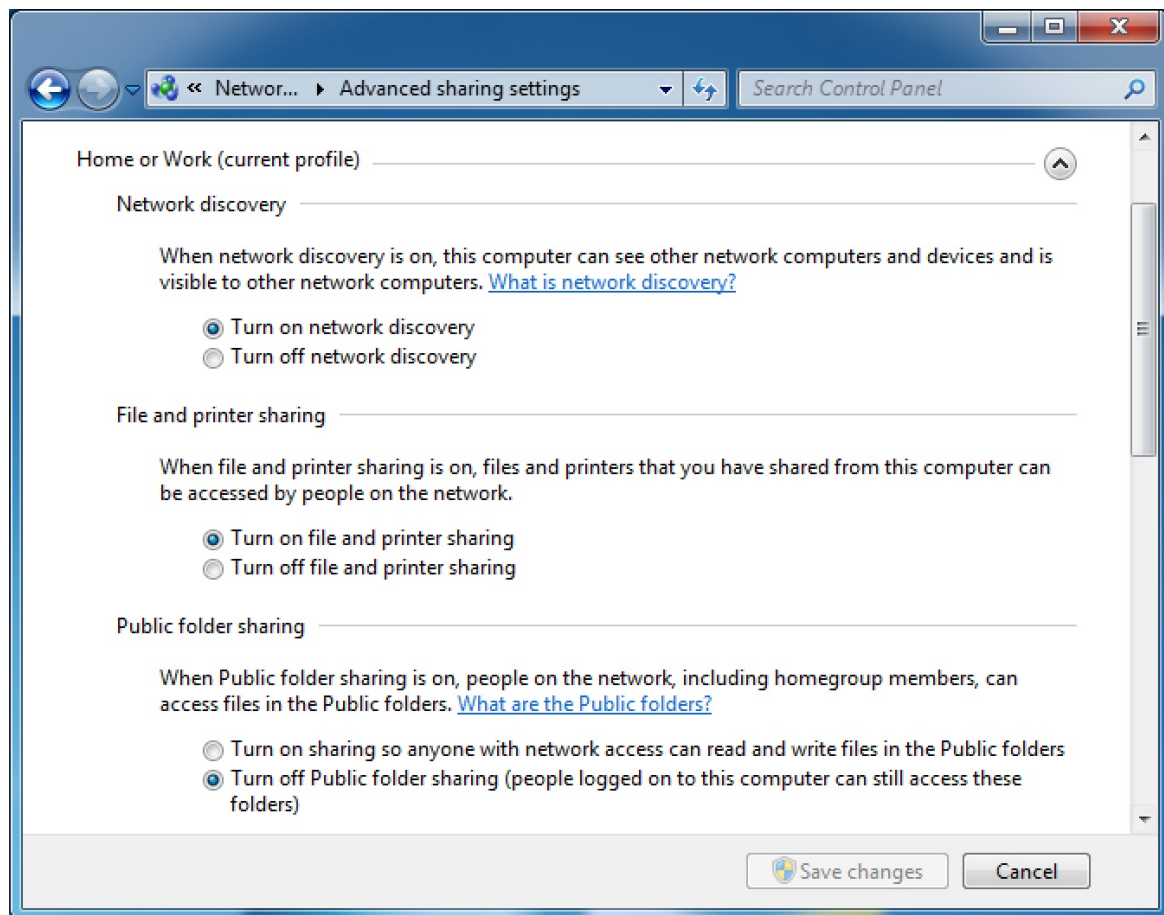 « Networ... ▸ Advanced sharing settings
Search Control Panel
Home or Work (current profile)
Network discovery
When network discovery is on, this computer can see other network computers and devices and is
visible to other network computers. What is network discovery?
Turn on network discovery
Turn off network discovery
File and printer sharing
When file and printer sharing is on, files and printers that you have shared from this computer can
be accessed by people on the network.
Turn on file and printer sharing
Turn off file and printer sharing
Public folder sharing
When Public folder sharing is on, people on the network, including homegroup members, can
access files in the Public folders. What are the Public folders?
Turn on sharing so anyone with network access can read and write files in the Public folders
Turn off Public folder sharing (people logged on to this computer can still access these
folders)
Save changes
Cancel